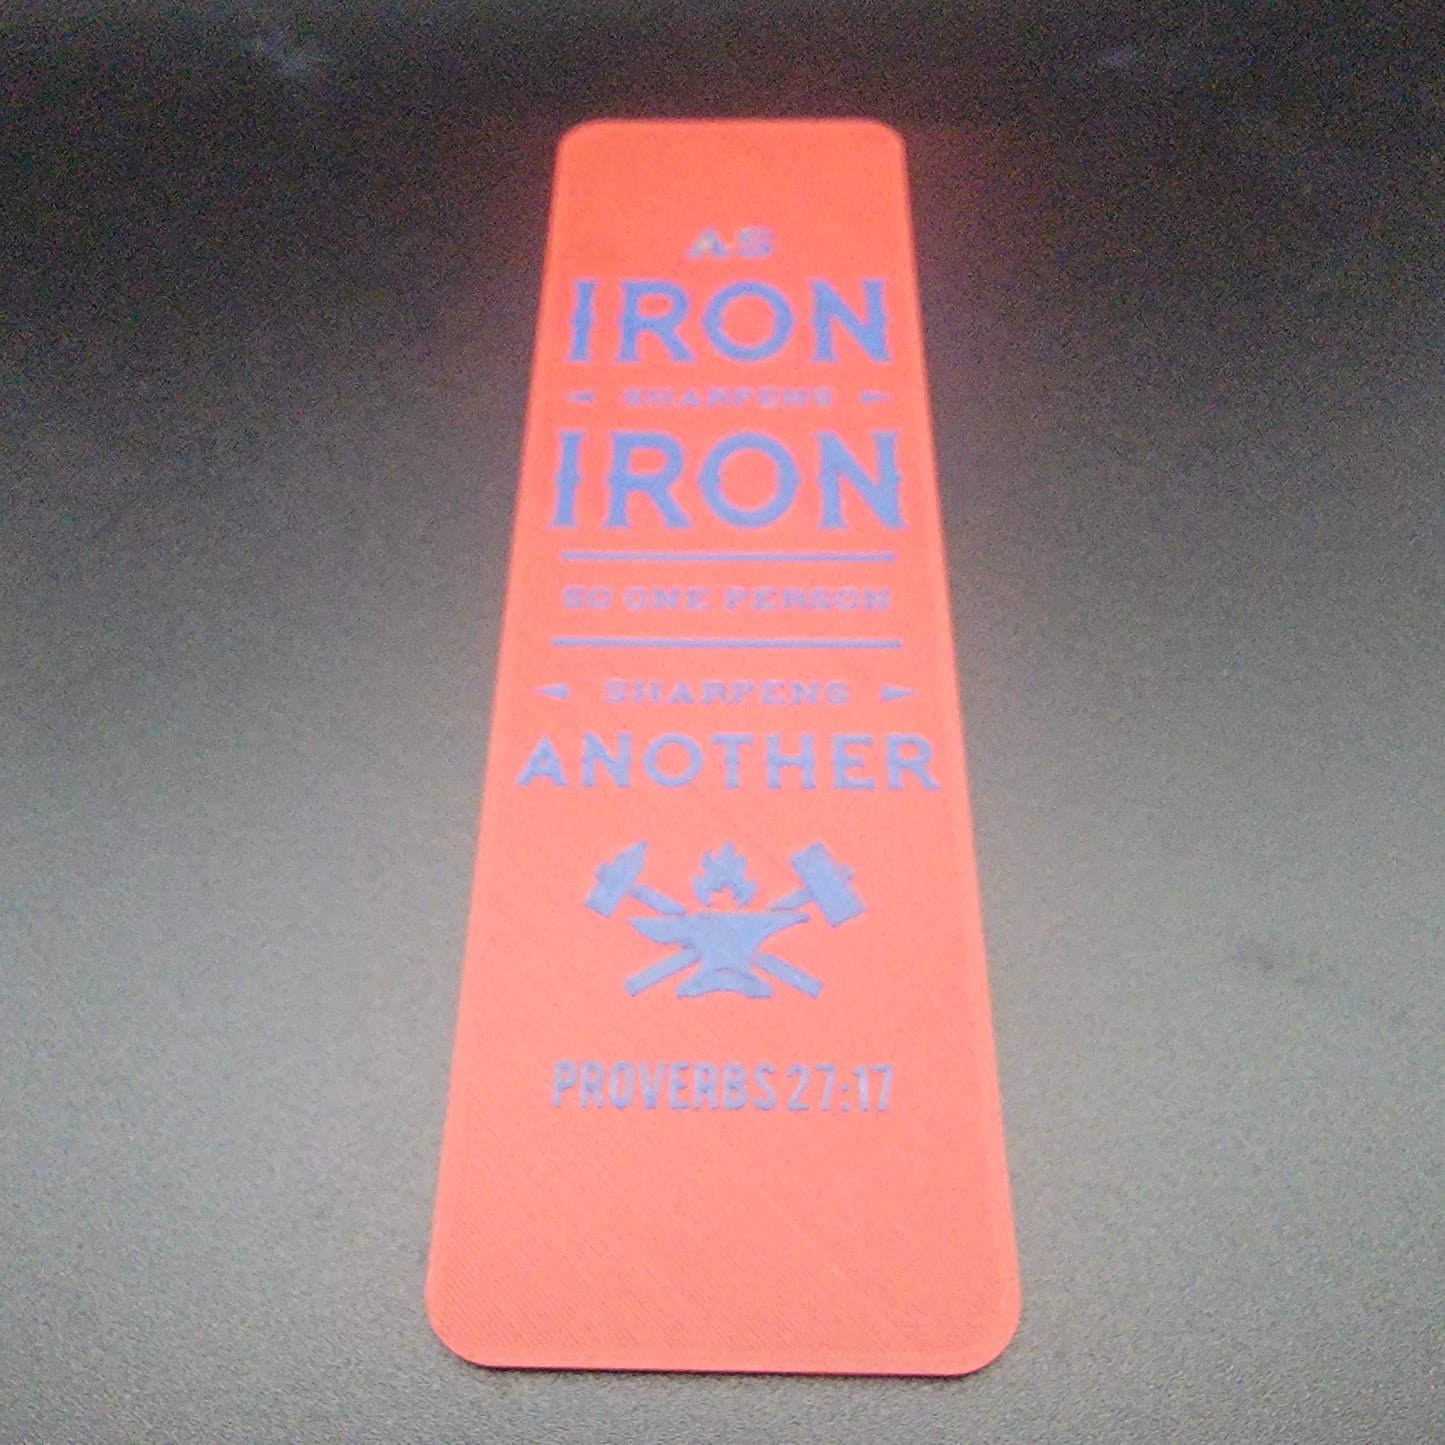 AS
IRON
SHARPENS
IRON
SO ONE PERSON
SHARPENS
ANOTHER
PROVERBS 27:17